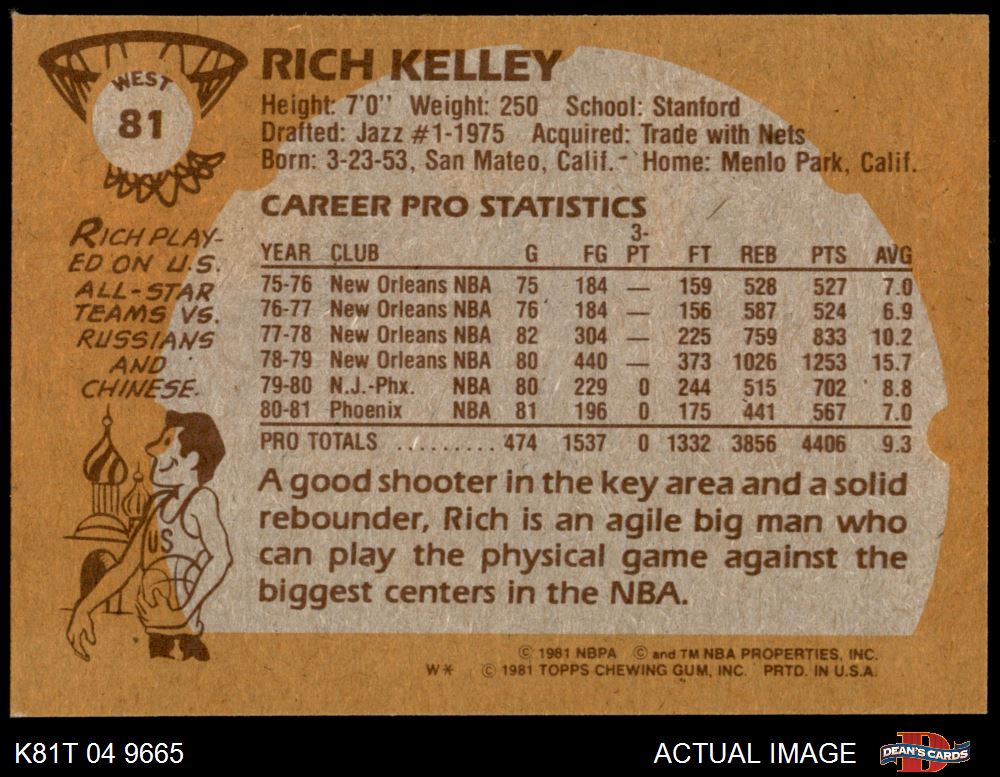 WEST
81
RICH KELLEY
Height: 7'0" Weight: 250 School: Stanford
Drafted: Jazz #1-1975 Acquired: Trade with Nets
Born: 3-23-53, San Mateo, Calif. Home: Menlo Park, Calif.
RICH PLAY-
ED ON U.S.
ALL-STAR
TEAMS VS.
RUSSIANS
AND
CHINESE.
US
CAREER PRO STATISTICS
YEAR CLUB G FG 3-PT FT REB PTS AVG
75-76 New Orleans NBA 75 184 — 159 528 527 7.0
76-77 New Orleans NBA 76 184 — 156 587 524 6.9
77-78 New Orleans NBA 82 304 — 225 759 833 10.2
78-79 New Orleans NBA 80 440 — 373 1026 1253 15.7
79-80 N.J.-Phx. NBA 80 229 0 244 515 702 8.8
80-81 Phoenix NBA 81 196 0 175 441 567 7.0
PRO TOTALS .......... 474 1537 0 1332 3856 4406 9.3
A good shooter in the key area and a solid
rebounder, Rich is an agile big man who
can play the physical game against the
biggest centers in the NBA.
© 1981 NBPA © and TM NBA PROPERTIES, INC.
W* © 1981 TOPPS CHEWING GUM, INC. PRTD. IN U.S.A.
K81T 04 9665
ACTUAL IMAGE
D
DEAN'S CARDS